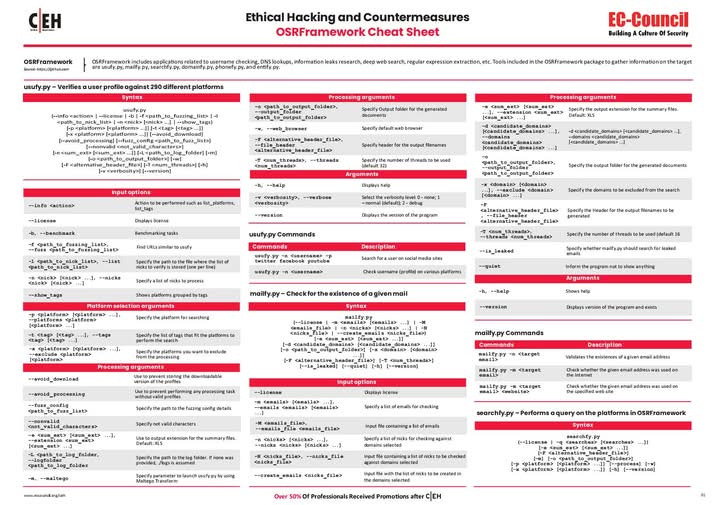 C|EH
Ethical Hacking and Countermeasures
OSRFramework Cheat Sheet
EC-Council
Building A Culture Of Security
OSRFramework
Source: https://github.com
OSRFramework includes applications related to username checking, DNS lookups, information leaks research, deep web search, regular expression extraction, etc. Tools included in the OSRFramework package to gather information on the target
are usufy.py, mailfy.py, searchfy.py, domainfy.py, phonefy.py, and entify.py.
usufy.py – Verifies a user profile against 290 different platforms
Syntax
usufy.py
[--info <action> | --license | -b | -f <path_to_fuzzing_list> | -l
<path_to_nick_list> | -n <nick> [<nick> ...] | --show_tags]
[-p <platform> [<platform> ...]] [-t <tag> [<tag> ...]]
[-x <platform> [<platform> ...]] [--avoid_download]
[--avoid_processing] [--fuzz_config <path_to_fuzz_list>]
[--nonvalid <not_valid_characters>]
[-e <sum_ext> [<sum_ext> ...]] [-L <path_to_log_folder] [-m]
[-o <path_to_output_folder>] [-w]
[-F <alternative_header_file>] [-T <num_threads>] [-h]
[-v <verbosity>] [--version]
Input options
--info <action>
Action to be performed such as list_platforms,
list_tags
--license
Displays license
-b, --benchmark
Benchmarking tasks
-f <path_to_fuzzing_list>,
--fuzz <path_to_fuzzing_list>
Find URLs similar to usufy
-l <path_to_nick_list>, --list
<path_to_nick_list>
Specify the path to the file where the list of
nicks to verify is stored (one per line)
-n <nick> [<nick> ...], --nicks
<nick> [<nick> ...]
Specify a list of nicks to process
--show_tags
Shows platforms grouped by tags
Platform selection arguments
-p <platform> [<platform> ...],
--platforms <platform>
[<platform> ...]
Specify the platform for searching
-t <tag> [<tag> ...], --tags
<tag> [<tag> ...]
Specify the list of tags that fit the platforms to
perform the search
-x <platform> [<platform> ...],
--exclude <platform>
[<platform> ...]
Specify the platforms you want to exclude
from the processing
Processing arguments
--avoid_download
Use to prevent storing the downloadable
version of the profiles
--avoid_processing
Use to prevent performing any processing task
without valid profiles
--fuzz_config
<path_to_fuzz_list>
Specify path to the fuzzing config details
--nonvalid
<not_valid_characters>
Specify not valid characters
-e <sum_ext> [<sum_ext> ...],
--extension <sum_ext>
[<sum_ext> ...]
Use to output extension for the summary files.
Default: XLS
-L <path_to_log_folder,
--logfolder
<path_to_log_folder
Specify path to the log folder. If none was
provided, ./logs is assumed
-m, --maltego
Specify parameter to launch usufy.py by using
Maltego Transform
Processing arguments
-o <path_to_output_folder>,
--output_folder
<path_to_output_folder>
Specify Output folder for the generated
documents
-w, --web_browser
Specify default web browser
-F <alternative_header_file>,
--file_header
<alternative_header_file>
Specify header for the output filenames
-T <num_threads>, --threads
<num_threads>
Specify the number of threads to be used
(default 32)
Arguments
-h, --help
Displays help
-v <verbosity>, --verbose
<verbosity>
Select the verbosity level: 0 - none; 1
– normal (default); 2 - debug
--version
Displays the version of the program
usufy.py Commands
Commands
Description
usufy.py -n <username> -p
twitter facebook youtube
Search for a user on social media sites
usufy.py -n <username>
Check username (profile) on various platforms
mailfy.py – Check for the existence of a given mail
Syntax
mailfy.py
[--license | -m <emails> [<emails> ...] | -M
<emails_file> | -n <nicks> [<nicks> ...] | -N
<nicks_file> | --create_emails <nicks_file>]
[-e <sum_ext> [<sum_ext> ...]]
[-d <candidate_domains> [<candidate_domains> ...]]
[-o <path_to_output_folder>] [-x <domain> [<domain>
...]]
[-F <alternative_header_file>] [-T <num_threads>]
[--is_leaked] [--quiet] [-h] [--version]
Input options
--license
Displays license
-m <emails> [<emails> ...],
--emails <emails> [<emails>
...]
Specify a list of emails for checking
-M <emails_file>,
--emails_file <emails_file>
Input file containing a list of emails
-n <nicks> [<nicks> ...],
--nicks <nicks> [<nicks> ...]
Specify a list of nicks for checking against
domains selected
-N <nicks_file>, --nicks_file
<nicks_file>
Input file containing a list of nicks to be checked
against domains selected
--create_emails <nicks_file>
Input file with the list of nicks to be created in
the domains selected
Processing arguments
-e <sum_ext> [<sum_ext>
...], --extension <sum_ext>
[<sum_ext> ...]
Specify the output extension for the summary files.
Default: XLS
-d <candidate_domains>
[<candidate_domains> ...],
--domains
<candidate_domains>
[<candidate_domains> ...]
-d <candidate_domains> [<candidate_domains> ...],
--domains <candidate_domains>
[<candidate_domains> ...]
-o
<path_to_output_folder>,
--output_folder
<path_to_output_folder>
Specify the output folder for the generated documents
-x <domain> [<domain>
...], --exclude <domain>
[<domain> ...]
Specify the domains to be excluded from the search
-F
<alternative_header_file>
, --file_header
<alternative_header_file>
Specify the Header for the output filenames to be
generated
-T <num_threads>,
--threads <num_threads>
Specify the number of threads to be used (default 16
--is_leaked
Specify whether mailfy.py should search for leaked
emails
--quiet
Inform the program not to show anything
Arguments
-h, --help
Shows help
--version
Displays version of the program and exists
mailfy.py Commands
Commands
Description
mailfy.py -n <target
email>
Validates the existences of a given email address
mailfy.py -m <target
email>
Check whether the given email address was used on
the Internet
mailfy.py -m <target
email> <website>
Check whether the given email address was used on
the specified web site
searchfy.py – Performs a query on the platforms in OSRFramework
Syntax
searchfy.py
[--license | -q <searches> [<searches> ...]]
[-e <sum_ext> [<sum_ext> ...]]
[-F <alternative_header_file>]
[-m] [-o <path_to_output_folder>]
[-p <platform> [<platform> ...]] [--process] [-w]
[-x <platform> [<platform> ...]] [-h] [--version]
www.eccouncil.org/ceh
Over 50% Of Professionals Received Promotions after C|EH
01